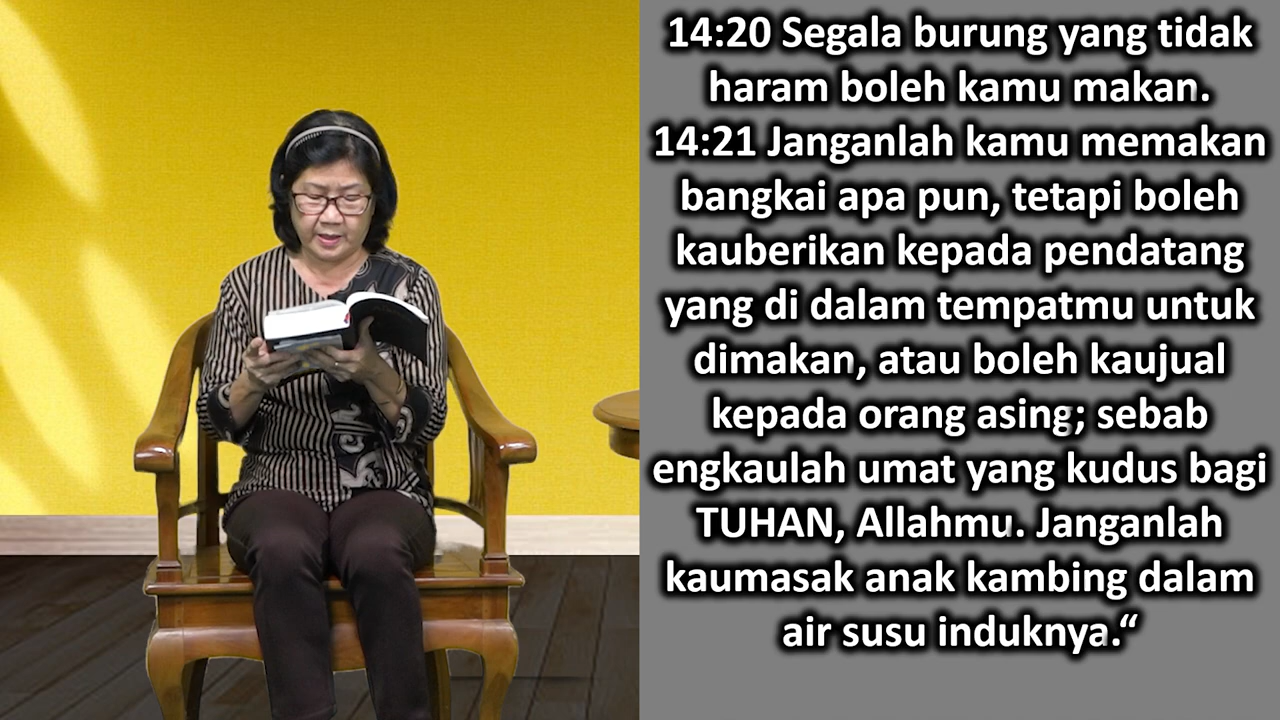 14:20 Segala burung yang tidak
haram boleh kamu makan.
14:21 Janganlah kamu memakan
bangkai apa pun, tetapi boleh
kauberikan kepada pendatang
yang di dalam tempatmu untuk
dimakan, atau boleh kaujual
kepada orang asing; sebab
engkaulah umat yang kudus bagi
TUHAN, Allahmu. Janganlah
kaumasak anak kambing dalam
air susu induknya.“